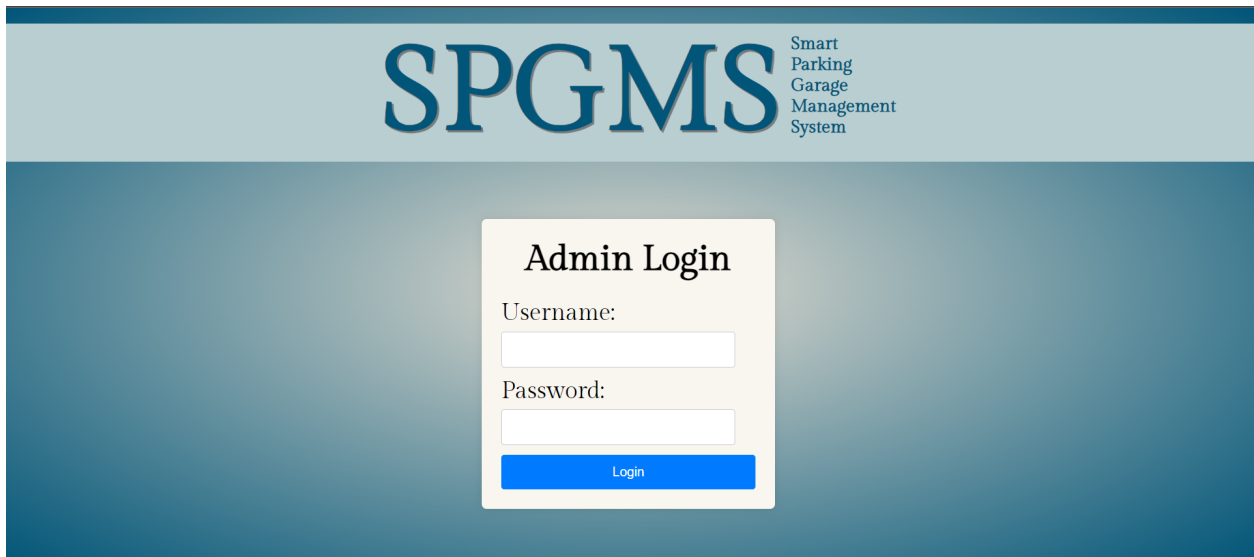 SPGMS
Smart
Parking
Garage
Management
System
Admin Login
Username:
Password:
Login